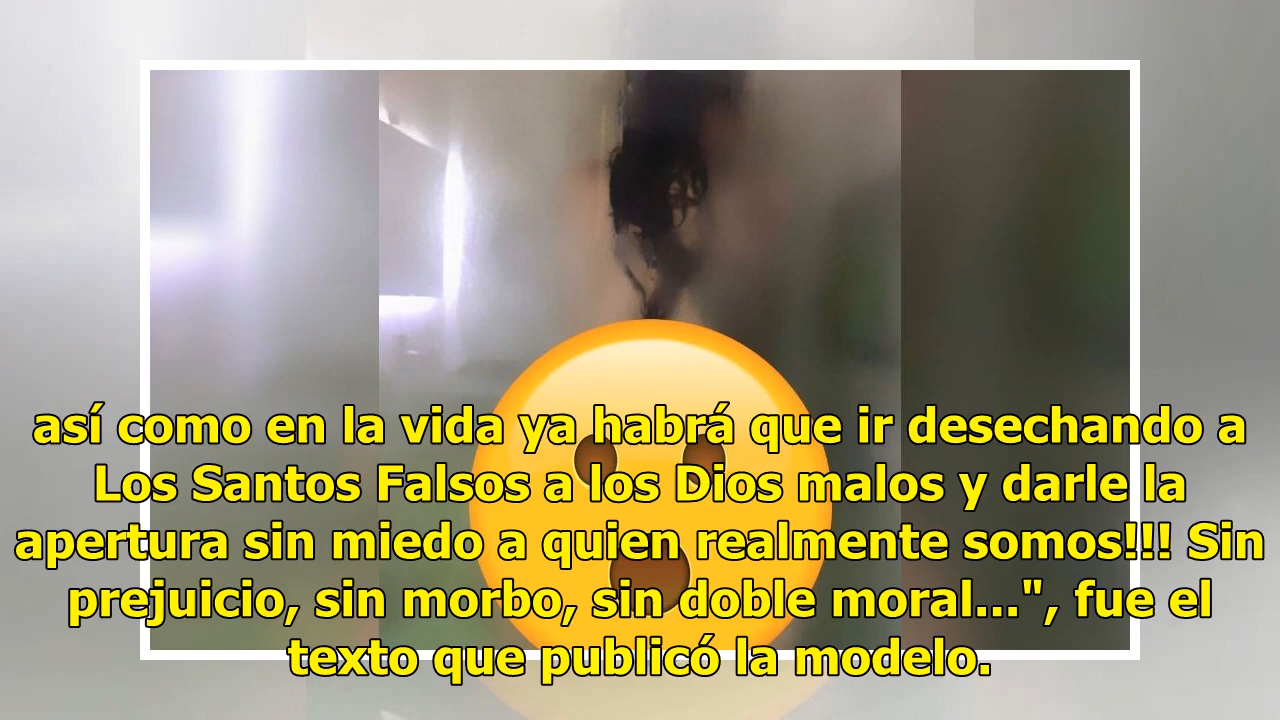 así como en la vida ya habrá que ir desechando a
Los Santos Falsos a los Dios malos y darle la
apertura sin miedo a quien realmente somos!!! Sin
prejuicio, sin morbo, sin doble moral...", fue el
texto que publicó la modelo.